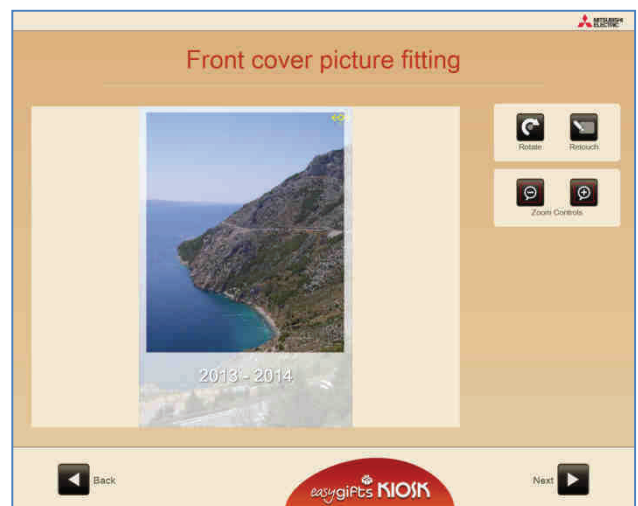 MITSUBISHI
ELECTRIC
Front cover picture fitting
Rotate
Retouch
Zoom Controls
2013 - 2014
Back
easygifts KIOSK
Next